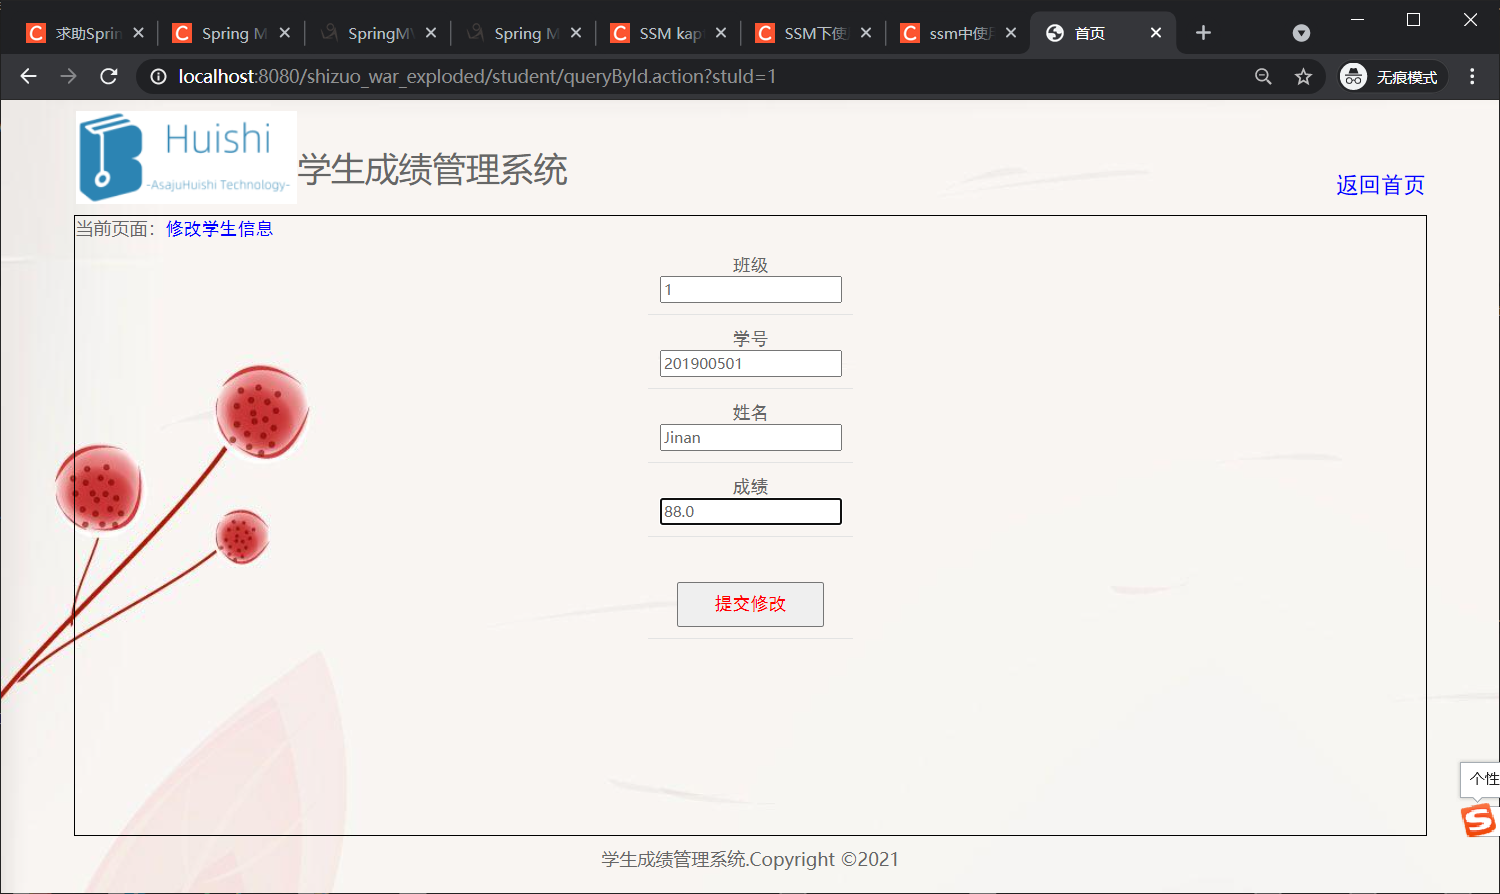 求助Sprin
Spring M
SpringM
Spring M
SSM kap
SSM下使
ssm中使用
首页
localhost:8080/shizuo_war_exploded/student/queryById.action?stuId=1
无痕模式
Huishi
-AsajuHuishi Technology-
学生成绩管理系统
返回首页
当前页面：修改学生信息
班级
1
学号
201900501
姓名
Jinan
成绩
88.0
提交修改
个性
学生成绩管理系统.Copyright ©2021